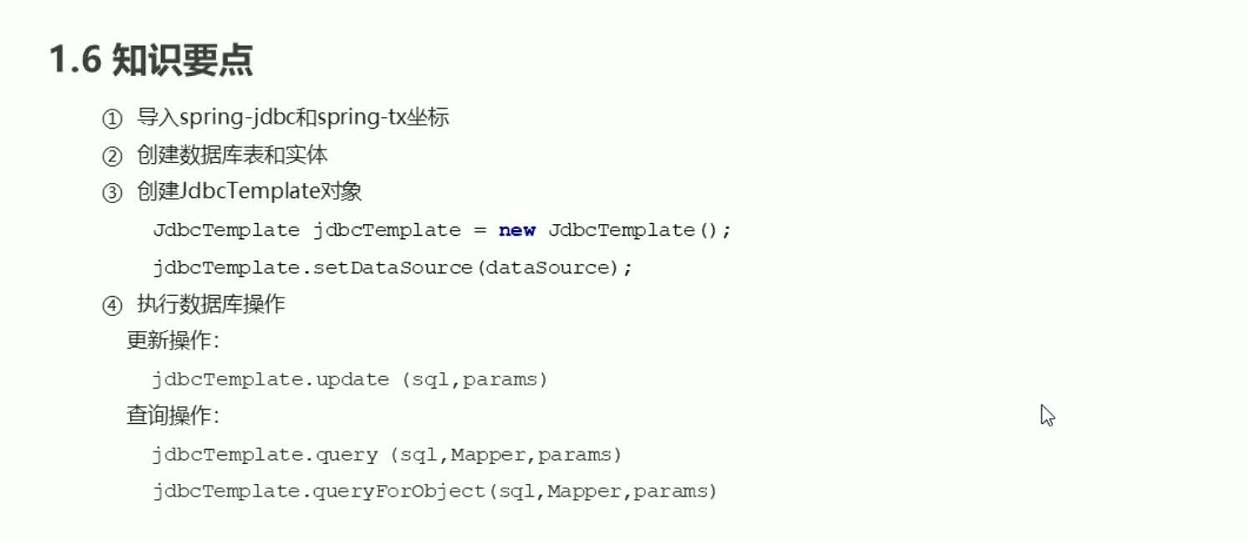 1.6 知识要点
① 导入spring-jdbc和spring-tx坐标
② 创建数据库表和实体
③ 创建JdbcTemplate对象
JdbcTemplate jdbcTemplate = new JdbcTemplate();
jdbcTemplate.setDataSource(dataSource);
④ 执行数据库操作
更新操作：
jdbcTemplate.update (sql,params)
查询操作：
jdbcTemplate.query (sql,Mapper,params)
jdbcTemplate.queryForObject(sql,Mapper,params)